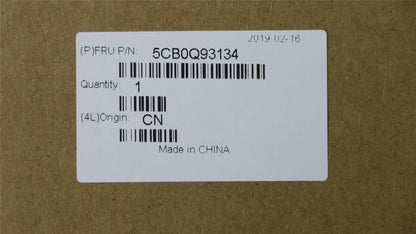 2019-02-16
(P)FRU P/N: 5CB0Q93134
Quantity: 1
(4L)Origin: CN
Made in CHINA